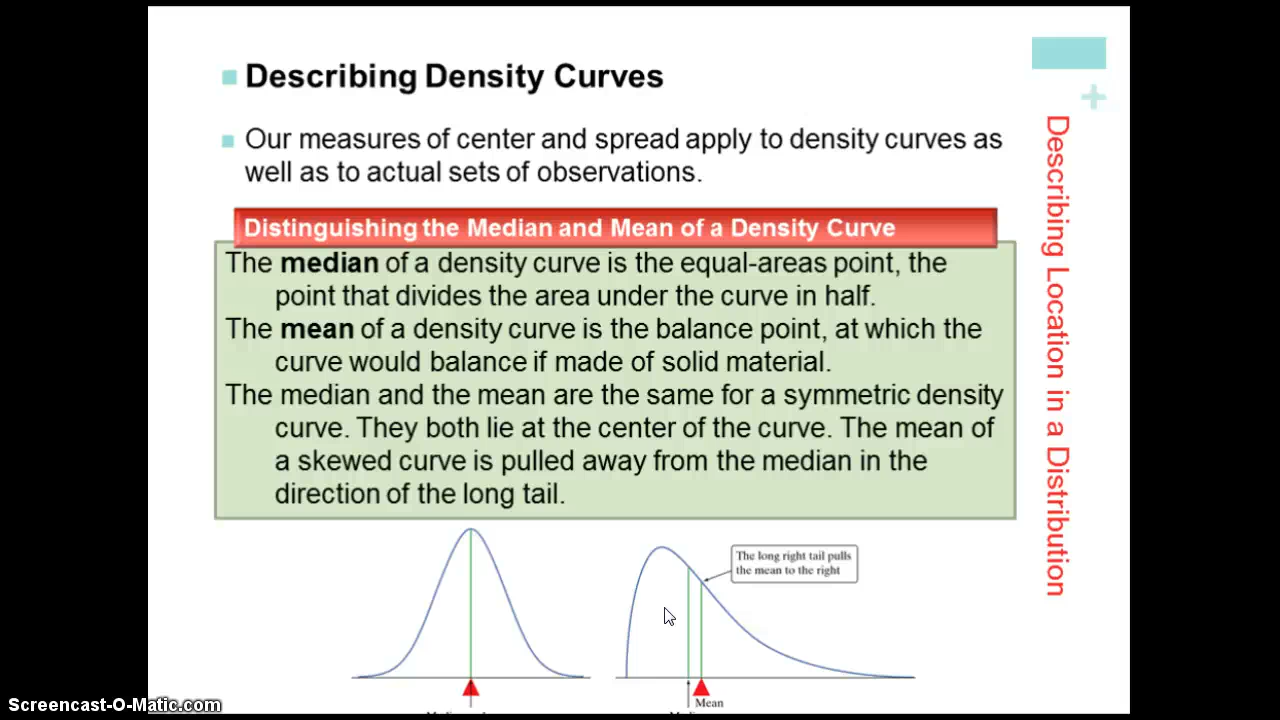 Describing Density Curves
Our measures of center and spread apply to density curves as
well as to actual sets of observations.
Distinguishing the Median and Mean of a Density Curve
The median of a density curve is the equal-areas point, the
point that divides the area under the curve in half.
The mean of a density curve is the balance point, at which the
curve would balance if made of solid material.
The median and the mean are the same for a symmetric density
curve. They both lie at the center of the curve. The mean of
a skewed curve is pulled away from the median in the
direction of the long tail.
The long right tail pulls
the mean to the right
Mean
+
Describing Location in a Distribution
Screencast-O-Matic.com